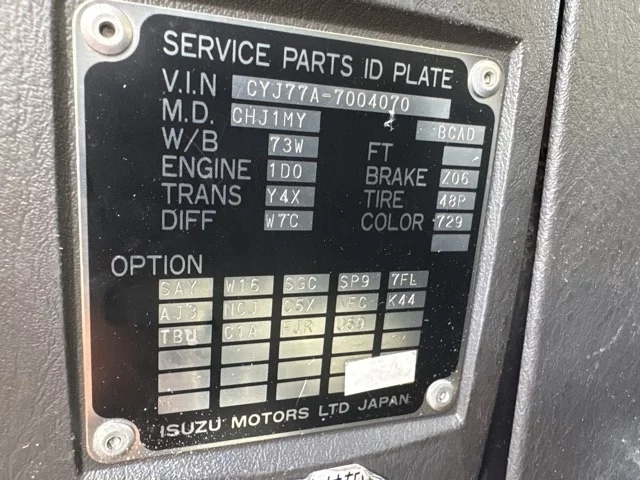 SERVICE PARTS ID PLATE
V.I.N CYJ77A-7004070
M.D. CHJ1MY BCAD
W/B 73W FT
ENGINE 1D0 BRAKE Z06
TRANS Y4X TIRE 48P
DIFF W7C COLOR 729
OPTION
SAY W16 SGC SP9 7FL
AJ3 NCJ C5X NFC K44
TBU C1A FJR
ISUZU MOTORS LTD JAPAN